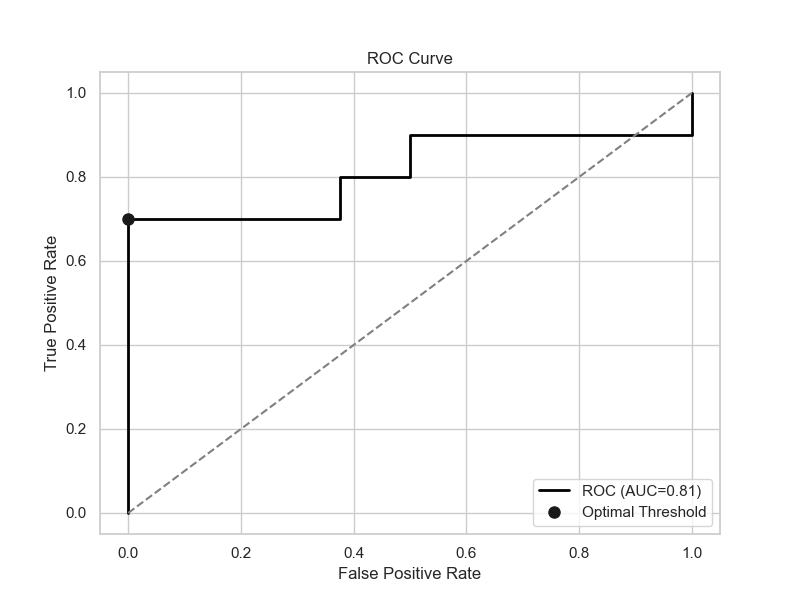 ROC Curve
1.0
0.8
0.6
0.4
0.2
0.0
True Positive Rate
0.0 0.2 0.4 0.6 0.8 1.0
False Positive Rate
ROC (AUC=0.81)
Optimal Threshold